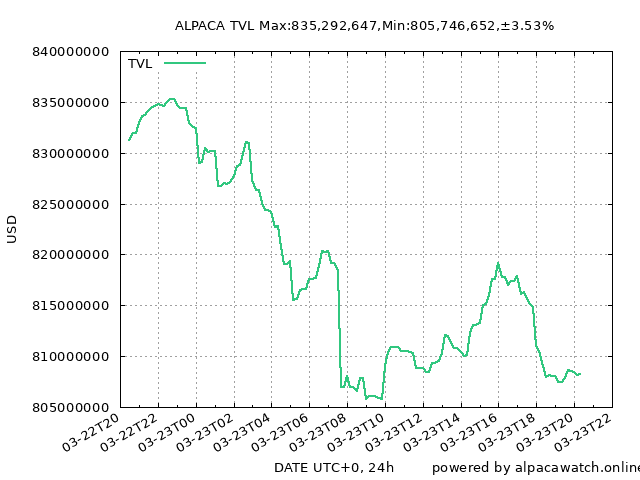 ALPACA TVL Max:835,292,647,Min:805,746,652,±3.53%
840000000
TVL
835000000
830000000
825000000
820000000
815000000
810000000
805000000
USD
03-22T20
03-22T22
03-23T00
03-23T02
03-23T04
03-23T06
03-23T08
03-23T10
03-23T12
03-23T14
03-23T16
03-23T18
03-23T20
03-23T22
DATE UTC+0, 24h
powered by alpacawatch.online